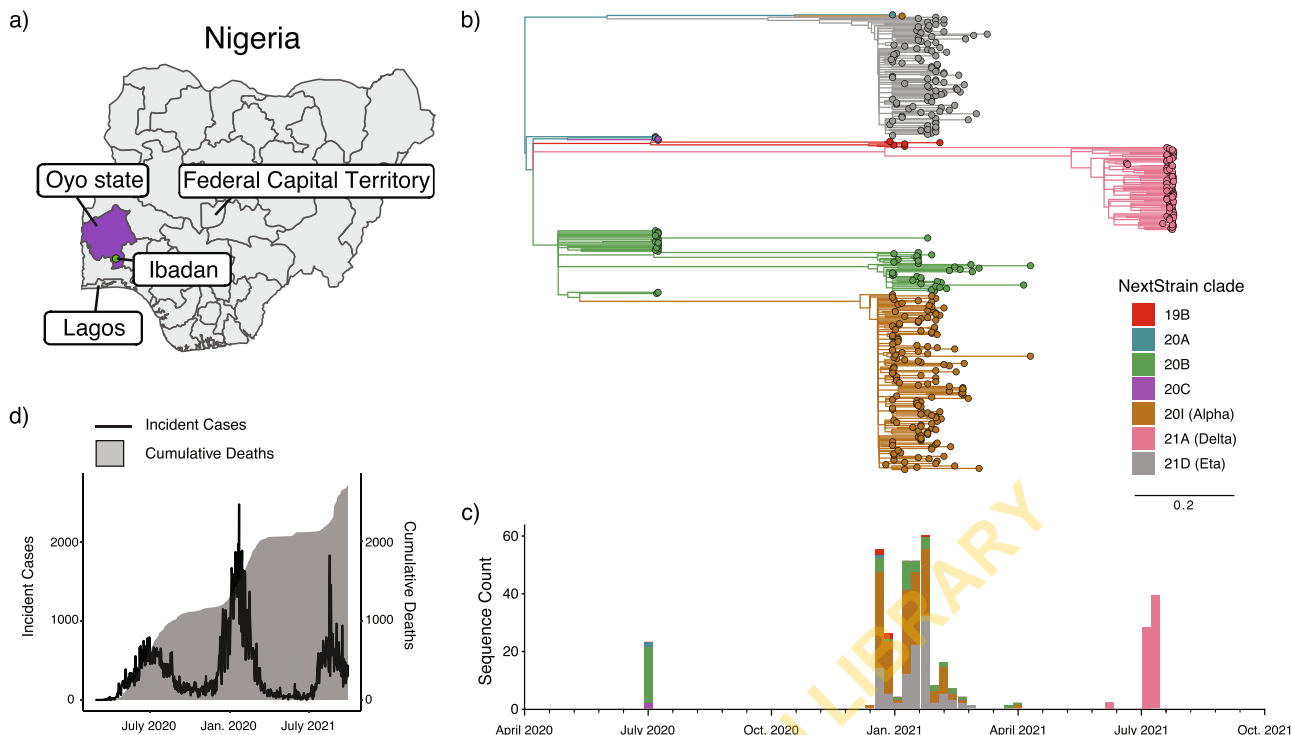 a)
Nigeria
Oyo state
Federal Capital Territory
Ibadan
Lagos
b)
NextStrain clade
19B
20A
20B
20C
20I (Alpha)
21A (Delta)
21D (Eta)
0.2
c)
Sequence Count
60
40
20
0
April 2020
July 2020
Oct. 2020
Jan. 2021
April 2021
July 2021
Oct. 2021
LIBRARY
d)
Incident Cases
Cumulative Deaths
Incident Cases
2000
1000
0
2000
1000
0
Cumulative Deaths
July 2020
Jan. 2020
July 2021